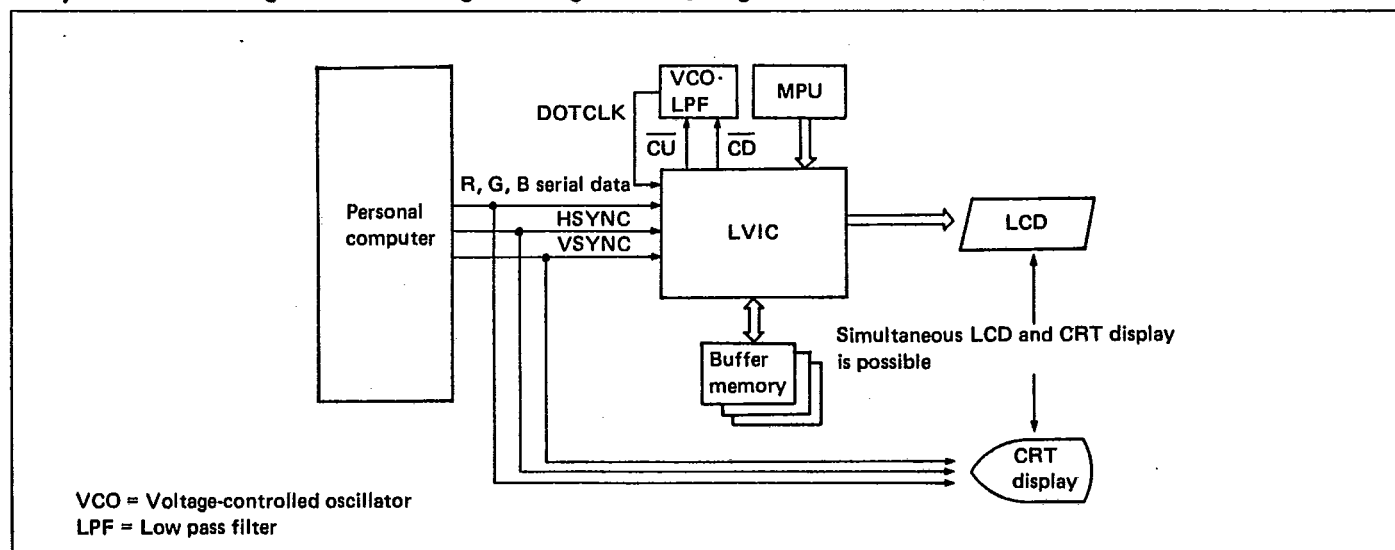 VCO·
LPF
MPU
DOTCLK
CU
CD
R, G, B serial data
HSYNC
VSYNC
Personal
computer
LVIC
LCD
Simultaneous LCD and CRT display
is possible
Buffer
memory
CRT
display
VCO = Voltage-controlled oscillator
LPF = Low pass filter